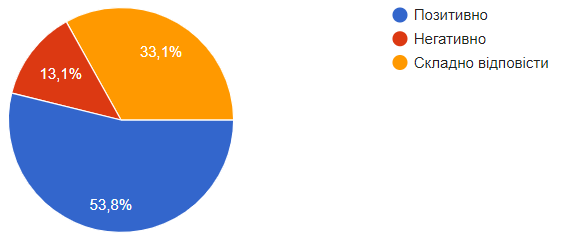 Позитивно
Негативно
Складно відповісти
33,1%
13,1%
53,8%